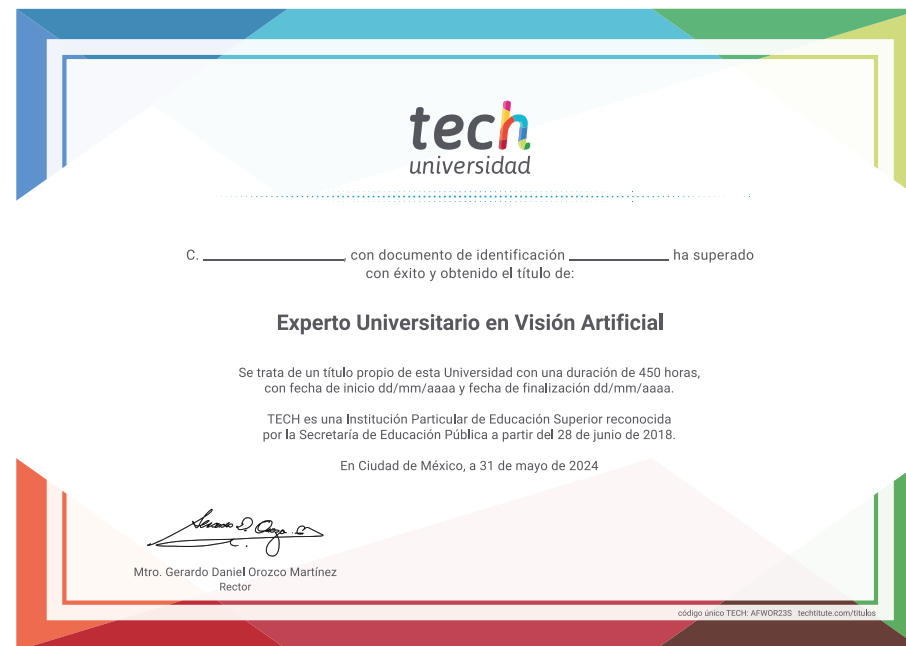 tech
universidad
C. ____________, con documento de identificación ____________ ha superado
con éxito y obtenido el título de:
Experto Universitario en Visión Artificial
Se trata de un título propio de esta Universidad con una duración de 450 horas,
con fecha de inicio dd/mm/aaaa y fecha de finalización dd/mm/aaaa.
TECH es una Institución Particular de Educación Superior reconocida
por la Secretaría de Educación Pública a partir del 28 de junio de 2018.
En Ciudad de México, a 31 de mayo de 2024
Mtro. Gerardo Daniel Orozco Martínez
Rector
código único TECH: AFWOR23S techtitute.com/titulos